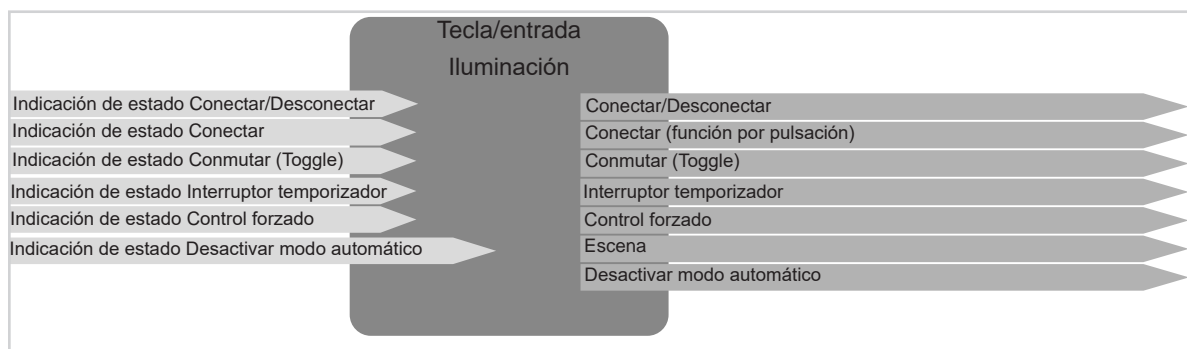 Tecla/entrada
Iluminación
Indicación de estado Conectar/Desconectar
Indicación de estado Conectar
Indicación de estado Conmutar (Toggle)
Indicación de estado Interruptor temporizador
Indicación de estado Control forzado
Indicación de estado Desactivar modo automático
Conectar/Desconectar
Conectar (función por pulsación)
Conmutar (Toggle)
Interruptor temporizador
Control forzado
Escena
Desactivar modo automático